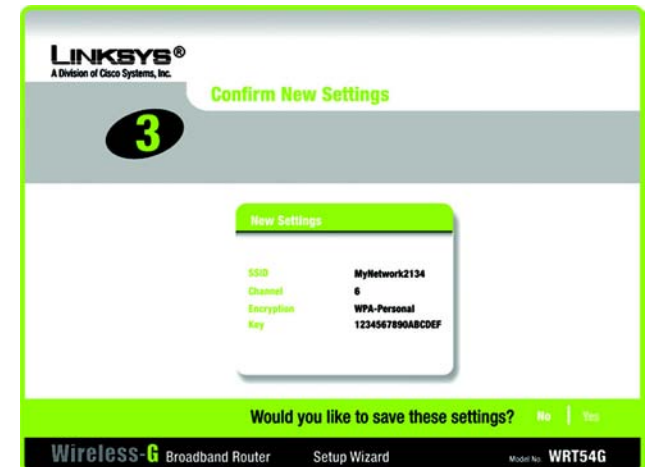 LINKSYS®
A Division of Cisco Systems, Inc.
Confirm New Settings
3
New Settings
SSID MyNetwork2134
Channel 6
Encryption WPA-Personal
Key 1234567890ABCDEF
Would you like to save these settings? No | Yes
Wireless-G Broadband Router Setup Wizard Model No. WRT54G